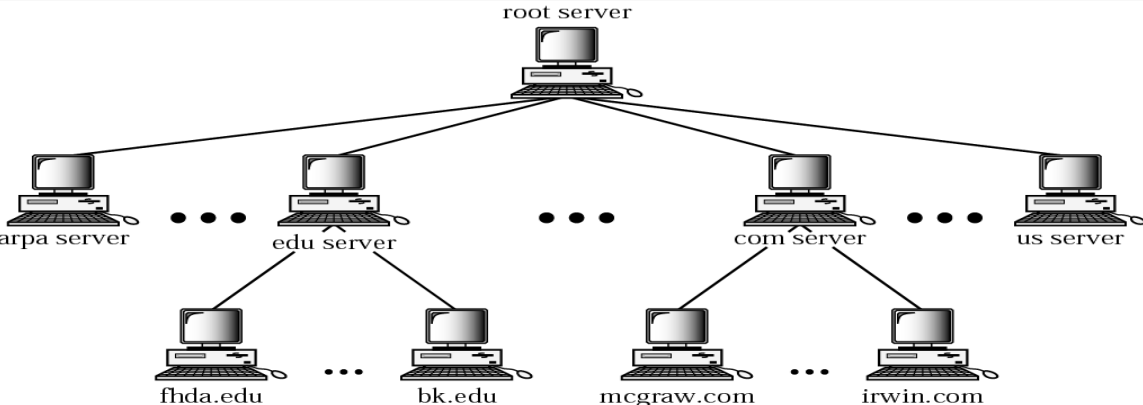 root server
arpa server
edu server
com server
us server
fhda.edu
bk.edu
mcgraw.com
irwin.com